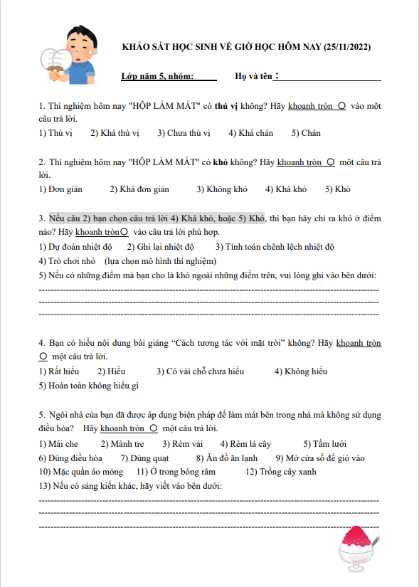 KHẢO SÁT HỌC SINH VỀ GIỜ HỌC HÔM NAY (25/11/2022)
Lớp năm 5, nhóm:_____ Họ và tên :
1. Thí nghiệm hôm nay "HỘP LÀM MÁT" có thú vị không? Hãy khoanh tròn O vào một
câu trả lời.
1) Thú vị 2) Khá thú vị 3) Chưa thú vị 4) Khá chán 5) Chán
2. Thí nghiệm hôm nay "HỘP LÀM MÁT" có khó không? Hãy khoanh tròn O một câu trả
lời.
1) Đơn giản 2) Khá đơn giản 3) Không khó 4) Khá khó 5) Khó
3. Nếu câu 2) bạn chọn câu trả lời 4) Khá khó, hoặc 5) Khó, thì bạn hãy chỉ ra khó ở điểm
nào? Hãy khoanh tròn O vào câu trả lời phù hợp.
1) Dự đoán nhiệt độ 2) Ghi lại nhiệt độ 3) Tính toán chênh lệch nhiệt độ
4) Trò chơi nhỏ (lựa chọn mô hình thí nghiệm)
5) Nếu có những điểm mà bạn cho là khó ngoài những điểm trên, vui lòng ghi vào bên dưới:
4. Bạn có hiểu nội dung bài giảng “Cách tương tác với mặt trời” không? Hãy khoanh tròn
O một câu trả lời.
1) Rất hiểu 2) Hiểu 3) Có vài chỗ chưa hiểu 4) Không hiểu
5) Hoàn toàn không hiểu gì
5. Ngôi nhà của bạn đã được áp dụng biện pháp để làm mát bên trong nhà mà không sử dụng
điều hòa? Hãy khoanh tròn O một câu trả lời.
1) Mái che 2) Mành tre 3) Rèm vải 4) Rèm lá cây 5) Tấm lưới
6) Dùng điều hòa 7) Dùng quạt 8) Ăn đồ ăn lạnh 9) Mở cửa sổ để gió vào
10) Mặc quần áo mỏng 11) Ở trong bóng râm 12) Trồng cây xanh
13) Nếu có sáng kiến khác, hãy viết vào bên dưới: